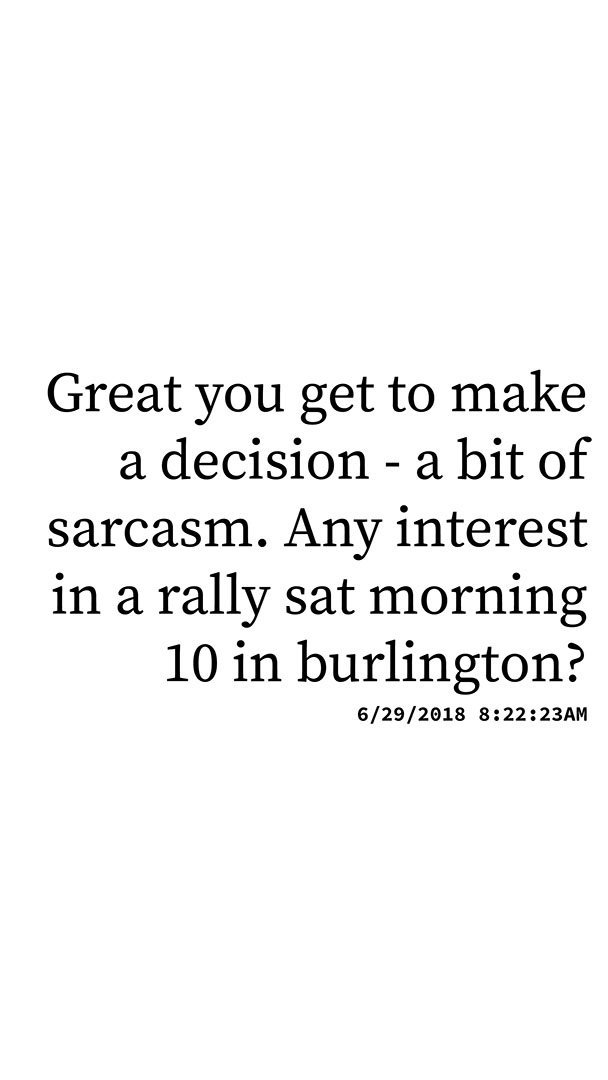 Great you get to make
a decision - a bit of
sarcasm. Any interest
in a rally sat morning
10 in burlington?
6/29/2018 8:22:23AM